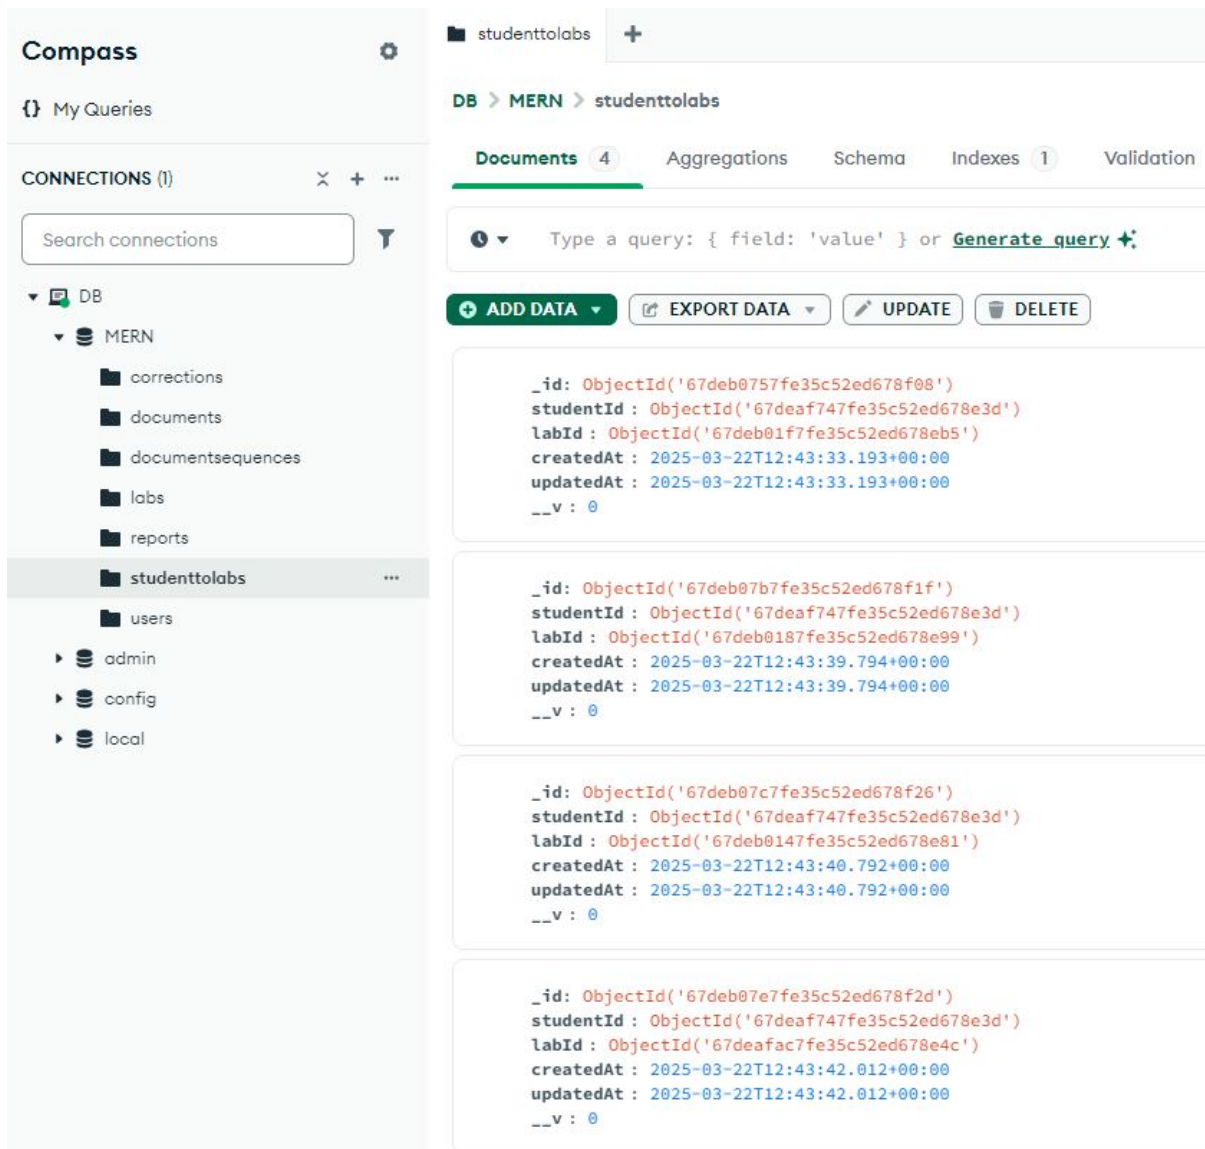 Compass
{} My Queries
CONNECTIONS (1)
Search connections
DB
MERN
corrections
documents
documentsequences
labs
reports
studenttolabs
users
admin
config
local
studenttolabs
DB > MERN > studenttolabs
Documents 4 Aggregations Schema Indexes 1 Validation
Type a query: { field: 'value' } or Generate query
ADD DATA EXPORT DATA UPDATE DELETE
_id: ObjectId('67deb0757fe35c52ed678f08')
studentId : ObjectId('67deaf747fe35c52ed678e3d')
labId : ObjectId('67deb01f7fe35c52ed678eb5')
createdAt : 2025-03-22T12:43:33.193+00:00
updatedAt : 2025-03-22T12:43:33.193+00:00
__v : 0
_id: ObjectId('67deb07b7fe35c52ed678f1f')
studentId : ObjectId('67deaf747fe35c52ed678e3d')
labId : ObjectId('67deb0187fe35c52ed678e99')
createdAt : 2025-03-22T12:43:39.794+00:00
updatedAt : 2025-03-22T12:43:39.794+00:00
__v : 0
_id: ObjectId('67deb07c7fe35c52ed678f26')
studentId : ObjectId('67deaf747fe35c52ed678e3d')
labId : ObjectId('67deb0147fe35c52ed678e81')
createdAt : 2025-03-22T12:43:40.792+00:00
updatedAt : 2025-03-22T12:43:40.792+00:00
__v : 0
_id: ObjectId('67deb07e7fe35c52ed678f2d')
studentId : ObjectId('67deaf747fe35c52ed678e3d')
labId : ObjectId('67deafac7fe35c52ed678e4c')
createdAt : 2025-03-22T12:43:42.012+00:00
updatedAt : 2025-03-22T12:43:42.012+00:00
__v : 0